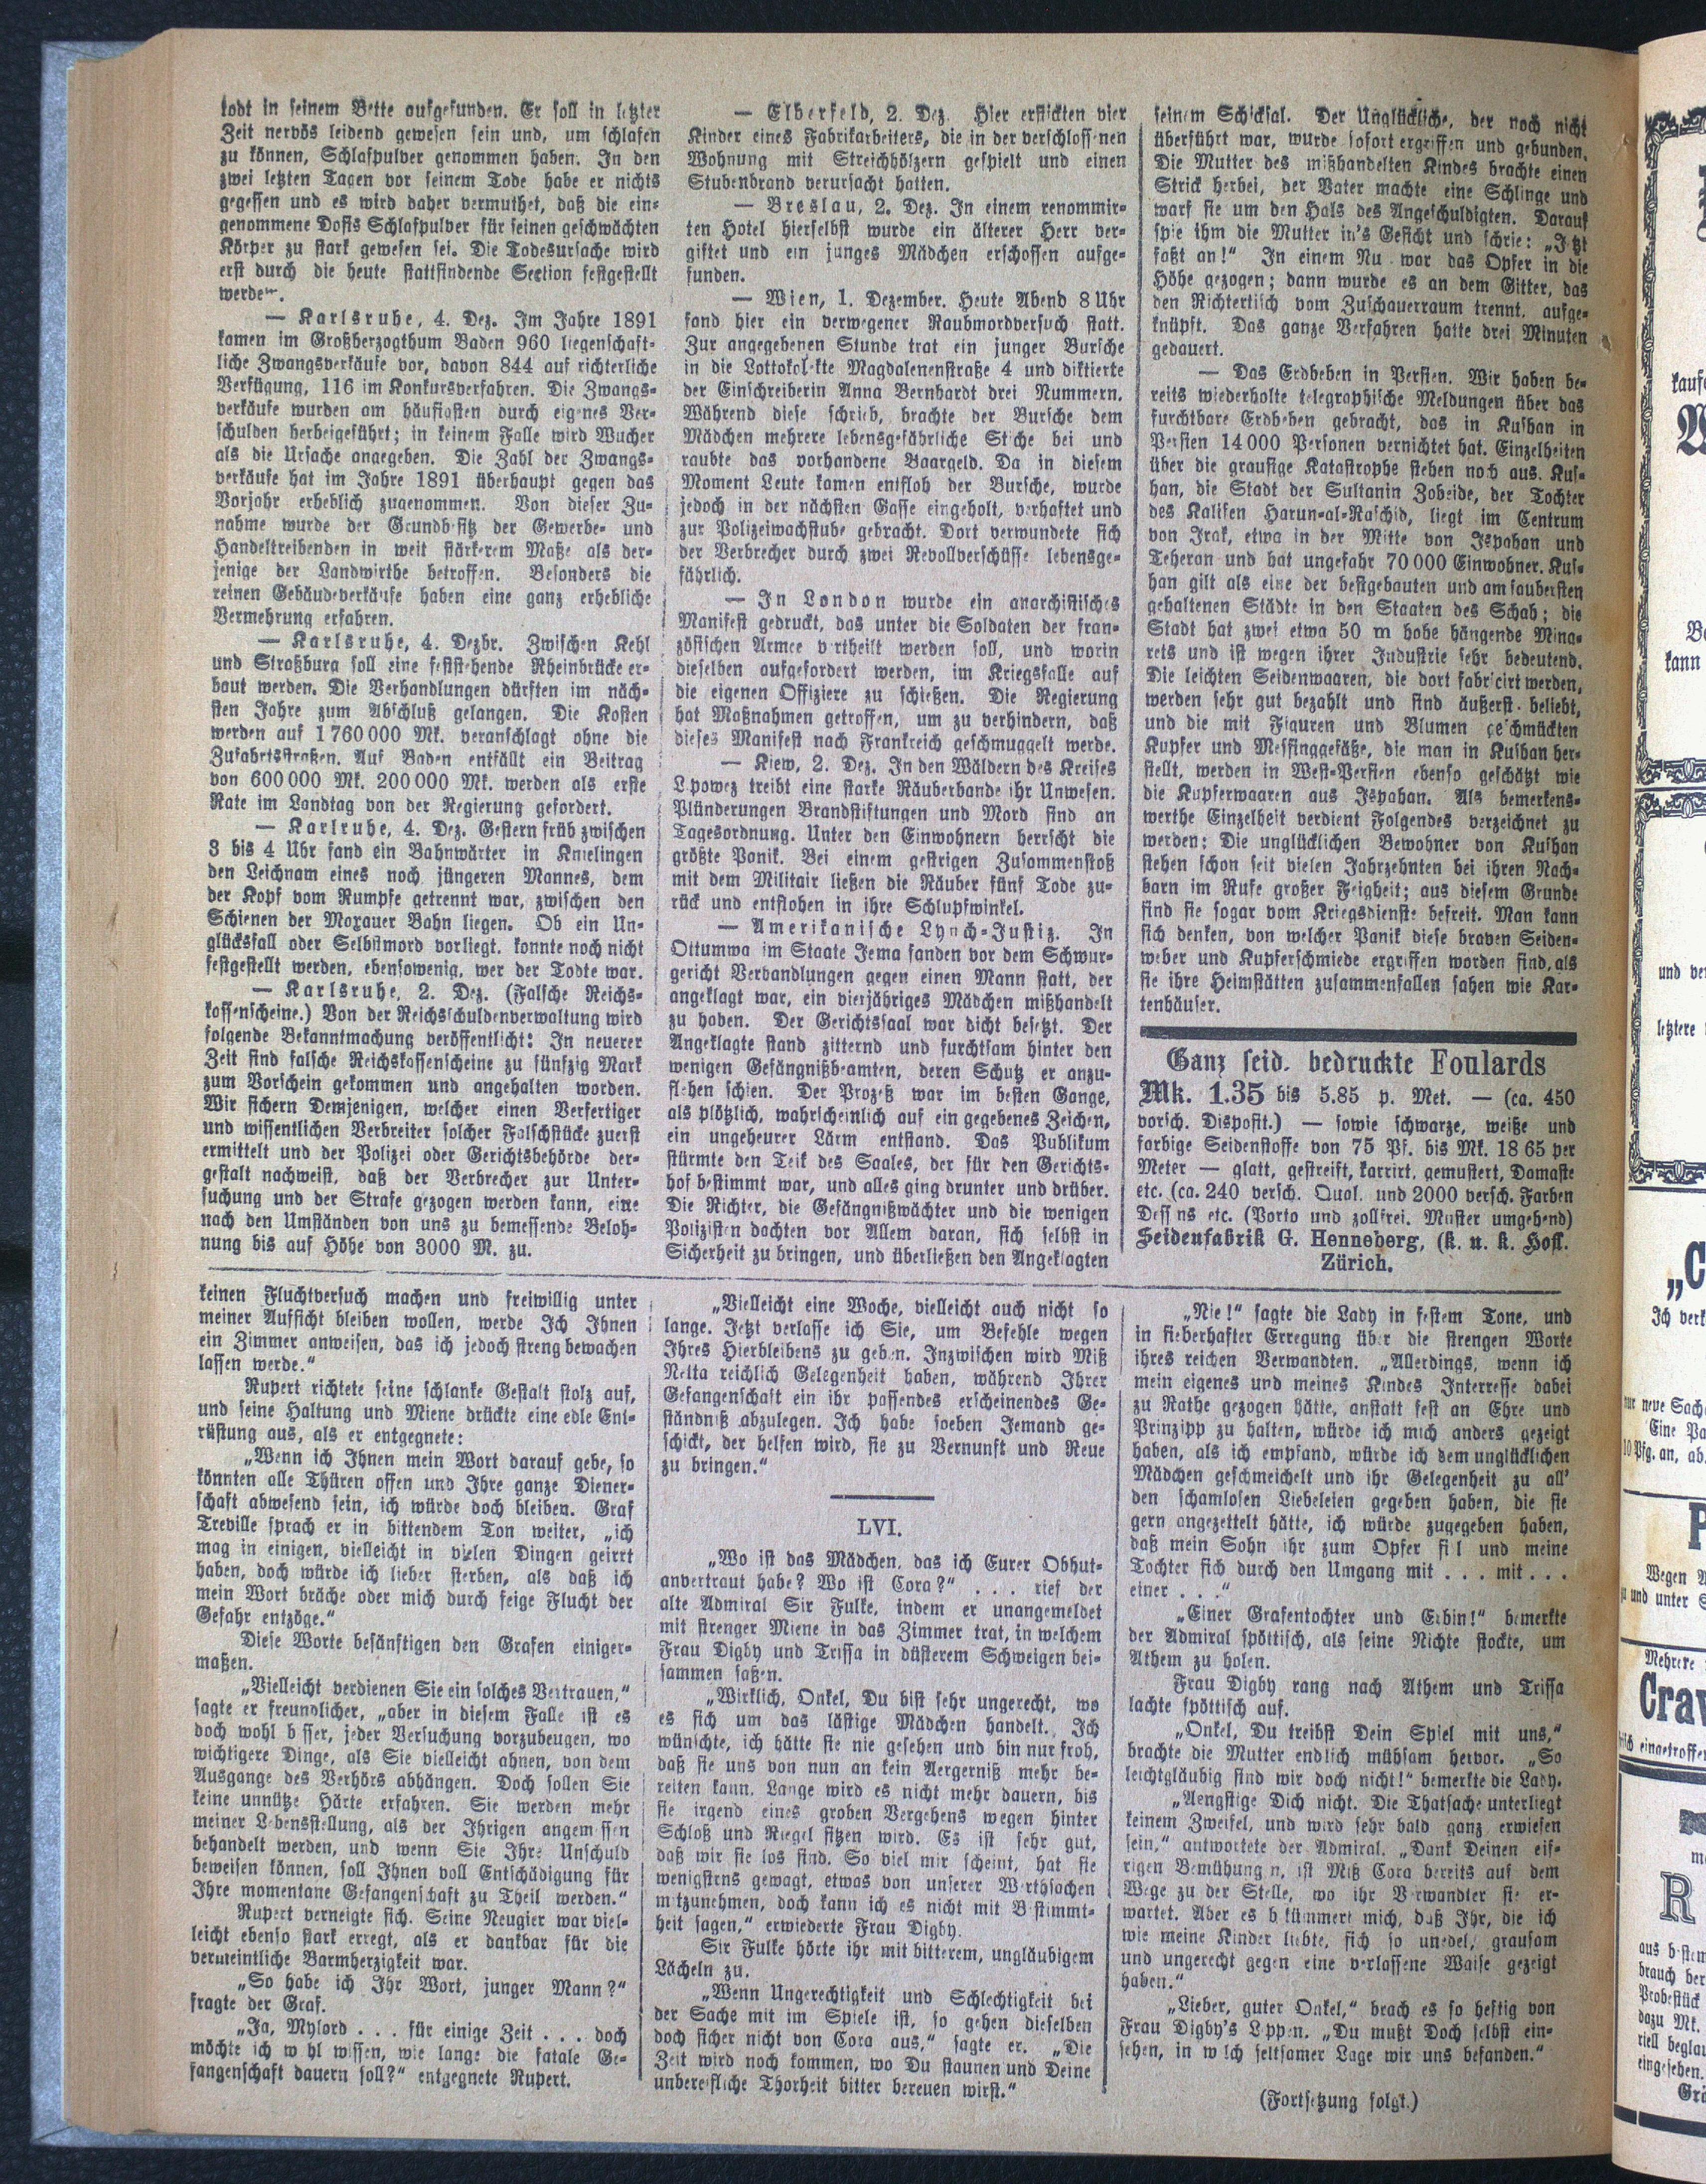 todt in seinem Bette aufgefunden. Er soll in letzter
Zeit nervös leidend gewesen sein und, um schlafen
zu können, Schlafpulver genommen haben. In den
zwei letzten Tagen vor seinem Tode habe er nichts
gegessen und es wird daher vermuthet, daß die ein-
genommene Dosis Schlafpulver für seinen geschwächten
Körper zu stark gewesen sei. Die Todesursache wird
erst durch die heute stattfindende Section festgestellt
werden.
— Karlsruhe, 4. Dez. Im Jahre 1891
kamen im Großherzogthum Baden 960 liegenschaft-
liche Zwangsverkäufe vor, davon 844 auf richterliche
Verfügung, 116 im Konkursverfahren. Die Zwangs-
verkäufe wurden am häufigsten durch eigenes Ver-
schulden herbeigeführt; in keinem Falle wird Wucher
als die Ursache angegeben. Die Zahl der Zwangs-
verkäufe hat im Jahre 1891 überhaupt gegen das
Vorjahr erheblich zugenommen. Von dieser Zu-
nahme wurde der Grundbesitz der Gewerbe- und
Handeltreibenden in weit stärkerem Maße als der-
jenige der Landwirthe betroffen. Besonders die
reinen Gebäudeverkäufe haben eine ganz erhebliche
Vermehrung erfahren.
— Karlsruhe, 4. Dezbr. Zwischen Kehl
und Straßburg soll eine feststehende Rheinbrücke er-
baut werden. Die Verhandlungen dürften im näch-
sten Jahre zum Abschluß gelangen. Die Kosten
werden auf 1760000 Mk. veranschlagt ohne die
Zufahrtsstraßen. Auf Baden entfällt ein Beitrag
von 600000 Mk. 200000 Mk. werden als erste
Rate im Landtag von der Regierung gefordert.
— Karlruhe, 4. Dez. Gestern früh zwischen
3 bis 4 Uhr fand ein Bahnwärter in Knielingen
den Leichnam eines noch jüngeren Mannes, dem
der Kopf vom Rumpfe getrennt war, zwischen den
Schienen der Maxauer Bahn liegen. Ob ein Un-
glücksfall oder Selbstmord vorliegt, konnte noch nicht
festgestellt werden, ebensowenig, wer der Todte war.
— Karlsruhe, 2. Dez. (Falsche Reichs-
kassenscheine.) Von der Reichsschuldenverwaltung wird
folgende Bekanntmachung veröffentlicht: In neuerer
Zeit sind falsche Reichskassenscheine zu fünfzig Mark
zum Vorschein gekommen und angehalten worden.
Wir sichern Demjenigen, welcher einen Verfertiger
und wissentlichen Verbreiter solcher Falschstücke zuerst
ermittelt und der Polizei oder Gerichtsbehörde der-
gestalt nachweist, daß der Verbrecher zur Unter-
suchung und der Strafe gezogen werden kann, eine
nach den Umständen von uns zu bemessende Beloh-
nung bis auf Höhe von 3000 M. zu.
— Elberfeld, 2. Dez. Hier erstickten vier
Kinder eines Fabrikarbeiters, die in der verschlossenen
Wohnung mit Streichhölzern gespielt und einen
Stubenbrand verursacht hatten.
— Breslau, 2. Dez. In einem renommir-
ten Hotel hierselbst wurde ein älterer Herr ver-
giftet und ein junges Mädchen erschossen aufge-
funden.
— Wien, 1. Dezember. Heute Abend 8 Uhr
fand hier ein verwegener Raubmordversuch statt.
Zur angegebenen Stunde trat ein junger Bursche
in die Lottokollekte Magdalenenstraße 4 und diktierte
der Einschreiberin Anna Bernhardt drei Nummern.
Während diese schrieb, brachte der Bursche dem
Mädchen mehrere lebensgefährliche Stiche bei und
raubte das vorhandene Baargeld. Da in diesem
Moment Leute kamen entfloh der Bursche, wurde
jedoch in der nächsten Gasse eingeholt, verhaftet und
zur Polizeiwachstube gebracht. Dort verwundete sich
der Verbrecher durch zwei Revollverschüsse lebensge-
fährlich.
— In London wurde ein anarchistisches
Manifest gedruckt, das unter die Soldaten der fran-
zösischen Armee vertheilt werden soll, und worin
dieselben aufgefordert werden, im Kriegsfalle auf
die eigenen Offiziere zu schießen. Die Regierung
hat Maßnahmen getroffen, um zu verhindern, daß
dieses Manifest nach Frankreich geschmuggelt werde.
— Kiew, 2. Dez. In den Wäldern des Kreises
treibt eine starke Räuberbande ihr Unwesen.
Plünderungen Brandstiftungen und Mord sind an
Tagesordnung. Unter den Einwohnern herrscht die
größte Panik. Bei einem gestrigen Zusammenstoß
mit dem Militair ließen die Räuber fünf Tode zu-
rück und entflohen in ihre Schlupfwinkel.
— Amerikanische Lynch-Justiz. In
Ottumwa im Staate Jema fanden vor dem Schwur-
gericht Verhandlungen gegen einen Mann statt, der
angeklagt war, ein vierjähriges Mädchen mißhandelt
zu haben. Der Gerichtssaal war dicht besetzt. Der
Angeklagte stand zitternd und furchtsam hinter den
wenigen Gefängnißbeamten, deren Schutz er anzu-
flehen schien. Der Prozeß war im besten Gange,
als plötzlich, wahrscheinlich auf ein gegebenes Zeichen,
ein ungeheurer Lärm entstand. Das Publikum
stürmte den Teil des Saales, der für den Gerichts-
hof bestimmt war, und alles ging drunter und drüber.
Die Richter, die Gefängnißwächter und die wenigen
Polizisten dachten vor Allem daran, sich selbst in
Sicherheit zu bringen, und überließen den Angeklagten
seinem Schicksal. Der Unglückliche, der noch nicht
überführt war, wurde sofort ergriffen und gebunden.
Die Mutter des mißhandelten Kindes brachte einen
Strick herbei, der Vater machte eine Schlinge und
warf sie um den Hals des Angeschuldigten. Darauf
spie ihm die Mutter in's Gesicht und schrie: „Jetzt
faßt an!" In einem Nu war das Opfer in die
Höhe gezogen; dann wurde es an dem Gitter, das
den Richtertisch vom Zuschauerraum trennt, aufge-
knüpft. Das ganze Verfahren hatte drei Minuten
gedauert.
— Das Erdbeben in Persien. Wir haben be-
reits wiederholte telegraphische Meldungen über das
furchtbare Erdbeben gebracht, das in Kushan in
Persien 14000 Personen vernichtet hat. Einzelheiten
über die grausige Katastrophe stehen noch aus. Kus-
han, die Stadt der Sultanin Zobeide, der Tochter
des Kalifen Harun-al-Raschid, liegt im Centrum
von Irak, etwa in der Mitte von Ispahan und
Teheran und hat ungefähr 70000 Einwohner. Kus-
han gilt als eine der bestgebauten und am saubersten
gehaltenen Städte in den Staaten des Schah; die
Stadt hat zwei etwa 50 m hohe hängende Mina-
rets und ist wegen ihrer Industrie sehr bedeutend.
Die leichten Seidenwaaren, die dort fabricirt werden,
werden sehr gut bezahlt und sind äußerst beliebt,
und die mit Figuren und Blumen geschmückten
Kupfer und Messinggefäße, die man in Kushan her-
stellt, werden in West-Persien ebenso geschätzt wie
die Kupferwaaren aus Ispahan. Als bemerkens-
werthe Einzelheit verdient Folgendes verzeichnet zu
werden: Die unglücklichen Bewohner von Kushan
stehen schon seit vielen Jahrzehnten bei ihren Nach-
barn im Rufe großer Feigheit; aus diesem Grunde
sind sie sogar vom Kriegsdienste befreit. Man kann
sich denken, von welcher Panik diese braven Seiden-
weber und Kupferschmiede ergriffen worden sind, als
sie ihre Heimstätten zusammenfallen sahen wie Kar-
tenhäuser.
Ganz seid. bedruckte Foulards
Mk. 1.35 bis 5.85 p. Met. — (ca. 450
vorsch. Disposit.) — sowie schwarze, weiße und
farbige Seidenstoffe von 75 Pf. bis Mk. 18 65 per
Meter — glatt, gestreift, karrirt, gemustert, Damaste
etc. (ca. 240 versch. Qual. und 2000 versch. Farben
Dessins etc. (Porto und zollfrei. Muster umgehend)
Seidenfabrik G. Henneberg, (k. u. k. Hofl.
Zürich.
keinen Fluchtversuch machen und freiwillig unter
meiner Aufsicht bleiben wollen, werde Ich Ihnen
ein Zimmer anweisen, das ich jedoch streng bewachen
lassen werde."
Rupert richtete seine schlanke Gestalt stolz auf,
und seine Haltung und Miene drückte eine edle Ent-
rüstung aus, als er entgegnete:
„Wenn ich Ihnen mein Wort darauf gebe, so
könnten alle Thüren offen und Ihre ganze Diener-
schaft abwesend sein, ich würde doch bleiben. Graf
Treville sprach er in bittendem Ton weiter, „ich
mag in einigen, vielleicht in vielen Dingen geirrt
haben, doch würde ich lieber sterben, als daß ich
mein Wort bräche oder mich durch feige Flucht der
Gefahr entzöge."
Diese Worte besänftigen den Grafen einiger-
maßen.
„Vielleicht verdienen Sie ein solches Vertrauen,"
sagte er freundlicher, „aber in diesem Falle ist es
doch wohl besser, jeder Versuchung vorzubeugen, wo
wichtigere Dinge, als Sie vielleicht ahnen, von dem
Ausgange des Verhörs abhängen. Doch sollen Sie
keine unnütze Härte erfahren. Sie werden mehr
meiner Lebensstellung, als der Ihrigen angemessen
behandelt werden, und wenn Sie Ihre Unschuld
beweisen können, soll Ihnen voll Entschädigung für
Ihre momentane Gefangenschaft zu Theil werden."
Rupert verneigte sich. Seine Neugier war viel-
leicht ebenso stark erregt, als er dankbar für die
vermeintliche Barmherzigkeit war.
„So habe ich Ihr Wort, junger Mann?"
fragte der Graf.
„Ja, Mylord . . . für einige Zeit . . . doch
möchte ich wohl wissen, wie lange die fatale Ge-
fangenschaft dauern soll?" entgegnete Rupert.
„Vielleicht eine Woche, vielleicht auch nicht so
lange. Jetzt verlasse ich Sie, um Befehle wegen
Ihres Hierbleibens zu geben. Inzwischen wird Miß
Nelta reichlich Gelegenheit haben, während Ihrer
Gefangenschaft ein ihr passendes erscheinendes Ge-
ständniß abzulegen. Ich habe soeben Jemand ge-
schickt, der helfen wird, sie zu Vernunft und Reue
zu bringen."
LVI.
„Wo ist das Mädchen, das ich Eurer Obhut-
anvertraut habe? Wo ist Cora?" . . . rief der
alte Admiral Sir Fulke, indem er unangemeldet
mit strenger Miene in das Zimmer trat, in welchem
Frau Digby und Trissa in düsterem Schweigen bei-
sammen saßen.
„Wirklich, Onkel, Du bist sehr ungerecht, wo
es sich um das lästige Mädchen handelt. Ich
wünschte, ich hätte sie nie gesehen und bin nur froh,
daß sie uns von nun an kein Aergerniß mehr be-
reiten kann. Lange wird es nicht mehr dauern, bis
sie irgend eines groben Vergehens wegen hinter
Schloß und Riegel sitzen wird. Es ist sehr gut,
daß wir sie los sind. So viel mir scheint, hat sie
wenigstens gewagt, etwas von unserer Werthsachen
mitzunehmen, doch kann ich es nicht mit Bestimmt-
heit sagen," erwiederte Frau Digby.
Sir Fulke hörte ihr mit bitterem, ungläubigem
Lächeln zu.
„Wenn Ungerechtigkeit und Schlechtigkeit bei
der Sache mit im Spiele ist, so gehen dieselben
doch sicher nicht von Cora aus," sagte er. „Die
Zeit wird noch kommen, wo Du staunen und Deine
unbegreifliche Thorheit bitter bereuen wirst."
„Nie!" sagte die Lady in festem Tone, und
in fieberhafter Erregung über die strengen Worte
ihres reichen Verwandten. „Allerdings, wenn ich
mein eigenes und meines Kindes Interresse dabei
zu Rathe gezogen hätte, anstatt fest an Ehre und
Prinzipp zu halten, würde ich mich anders gezeigt
haben, als ich empfand, würde ich dem unglücklichen
Mädchen geschmeichelt und ihr Gelegenheit zu all'
den schamlosen Liebeleien gegeben haben, die sie
gern angezettelt hätte, ich würde zugegeben haben,
daß mein Sohn ihr zum Opfer fiel und meine
Tochter sich durch den Umgang mit . . . mit . . .
einer . . ."
„Einer Grafentochter und Erbin!" bemerkte
der Admiral spöttisch, als seine Nichte stockte, um
Athem zu holen.
Frau Digby rang nach Athem und Trissa
lachte spöttisch auf.
„Onkel, Du treibst Dein Spiel mit uns,"
brachte die Mutter endlich mühsam hervor. „So
leichtgläubig sind wir doch nicht!" bemerkte die Lady.
„Aengstige Dich nicht. Die Thatsache unterliegt
keinem Zweifel, und wird sehr bald ganz erwiesen
sein," antwortete der Admiral. „Dank Deinen eif-
rigen Bemühungen, ist Miß Cora bereits auf dem
Wege zu der Stelle, wo ihr Verwandter sie er-
wartet. Aber es bekümmert mich, daß Ihr, die ich
wie meine Kinder liebte, sich so unedel, grausam
und ungerecht gegen eine verlassene Waise gezeigt
haben."
„Lieber, guter Onkel," brach es so heftig von
Frau Digby's Lippen. „Du mußt Doch selbst ein-
sehen, in welch seltsamer Lage wir uns befanden."
(Fortsetzung folgt.)